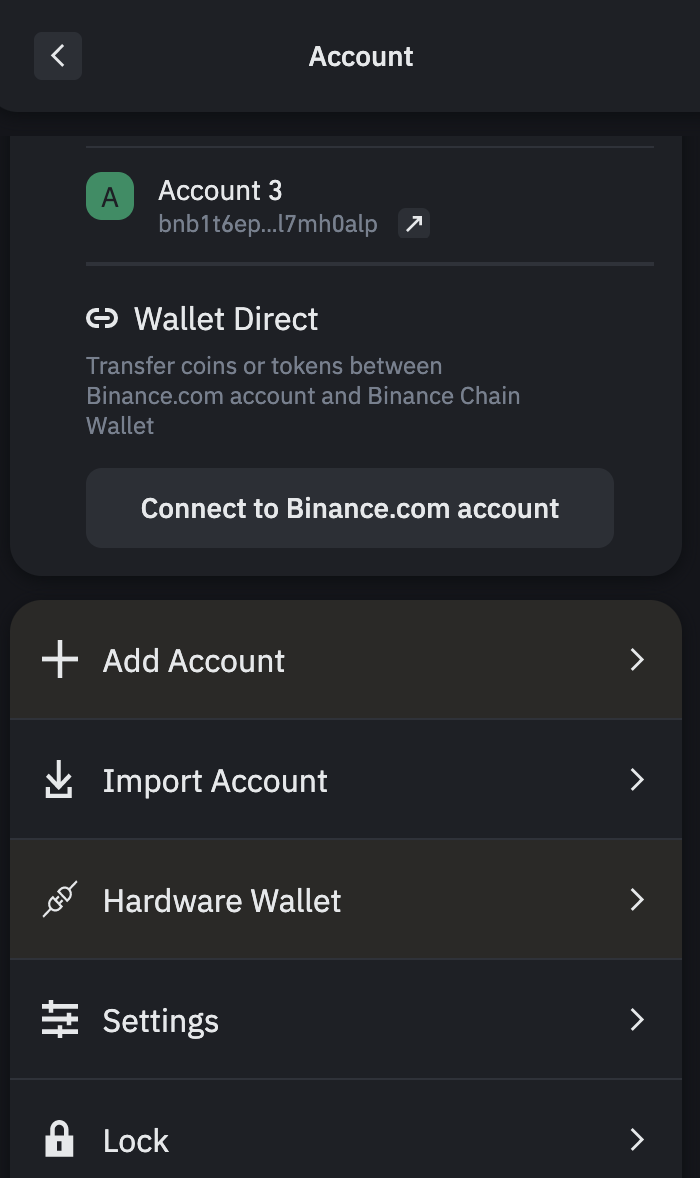 Account
A
Account 3
bnb1t6ep...l7mh0alp
Wallet Direct
Transfer coins or tokens between
Binance.com account and Binance Chain
Wallet
Connect to Binance.com account
Add Account
Import Account
Hardware Wallet
Settings
Lock